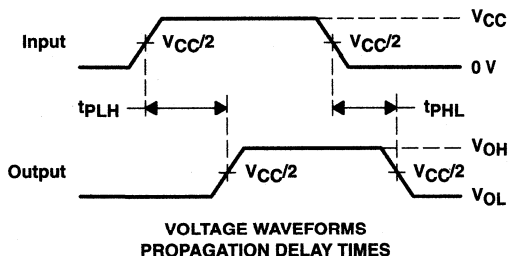 VCC
Input VCC/2 VCC/2
0 V
tPLH tPHL
VOH
Output VCC/2 VCC/2
VOL
VOLTAGE WAVEFORMS
PROPAGATION DELAY TIMES